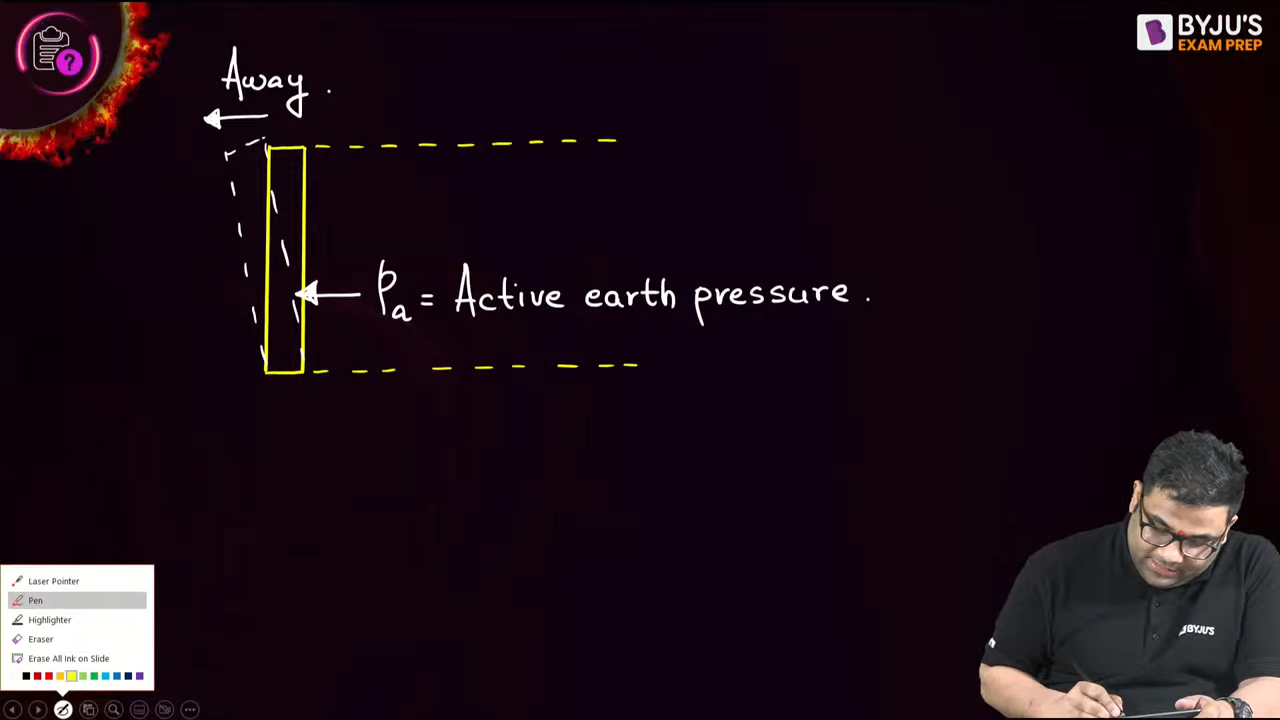 BYJU'S
EXAM PREP
?
Away.
Pa = Active earth pressure.
Laser Pointer
Pen
Highlighter
Eraser
Erase All Ink on Slide
BYJU'S